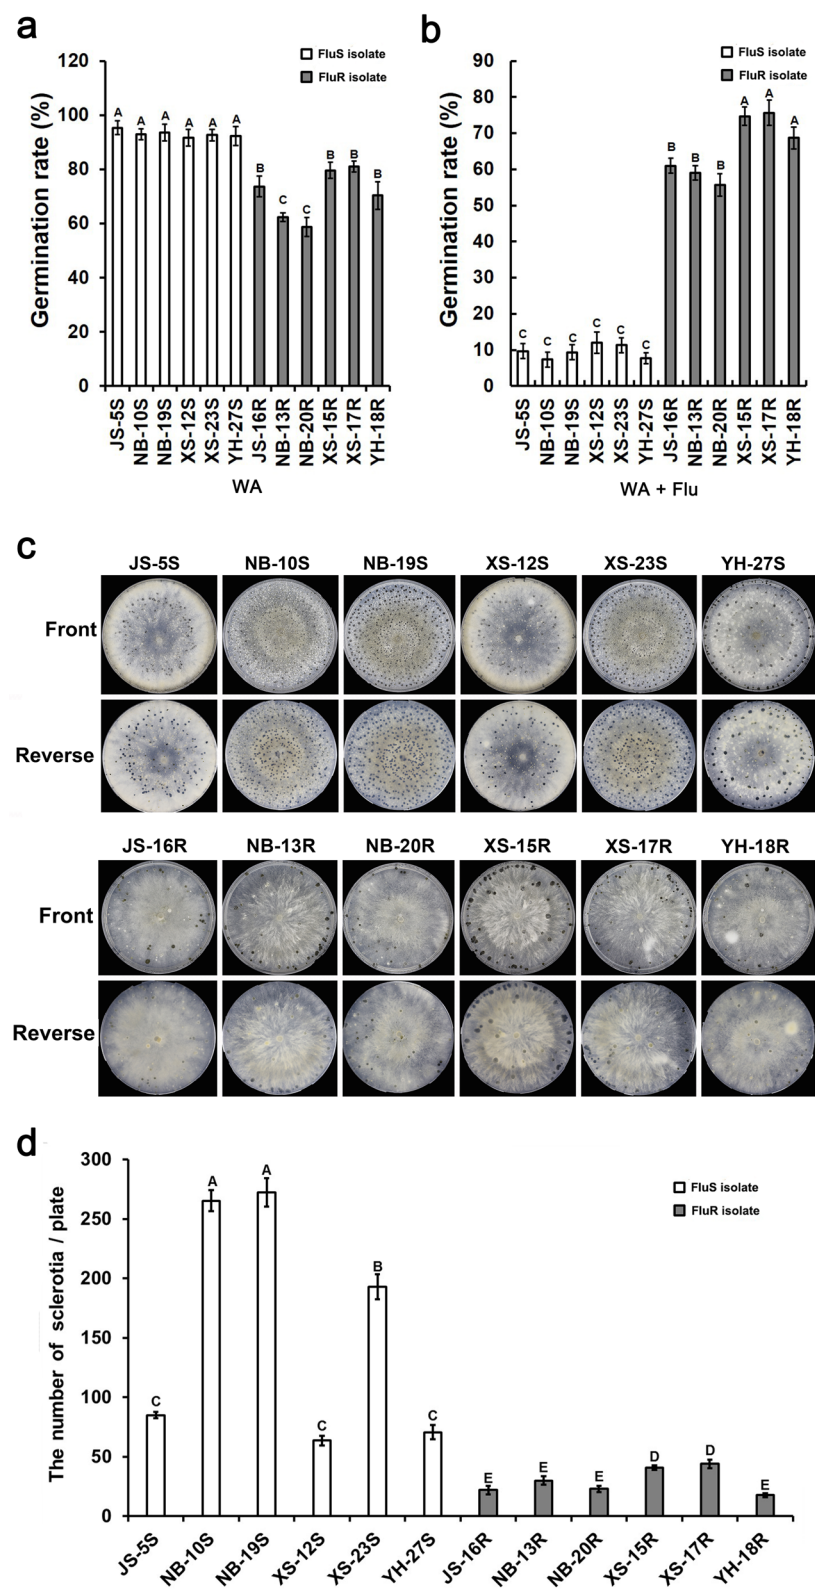 a
FluS isolate
FluR isolate
Germination rate (%)
120
100
80
60
40
20
0
A A A A A A B C C B B B
JS-5S NB-10S NB-19S XS-12S XS-23S YH-27S JS-16R NB-13R NB-20R XS-15R XS-17R YH-18R
WA
b
FluS isolate
FluR isolate
Germination rate (%)
90
80
70
60
50
40
30
20
10
0
C C C C C C B B B A A A
JS-5S NB-10S NB-19S XS-12S XS-23S YH-27S JS-16R NB-13R NB-20R XS-15R XS-17R YH-18R
WA + Flu
c
JS-5S NB-10S NB-19S XS-12S XS-23S YH-27S
Front
Reverse
JS-16R NB-13R NB-20R XS-15R XS-17R YH-18R
Front
Reverse
d
FluS isolate
FluR isolate
The number of sclerotia / plate
300
250
200
150
100
50
0
C A A C B C E E E D D E
JS-5S NB-10S NB-19S XS-12S XS-23S YH-27S JS-16R NB-13R NB-20R XS-15R XS-17R YH-18R